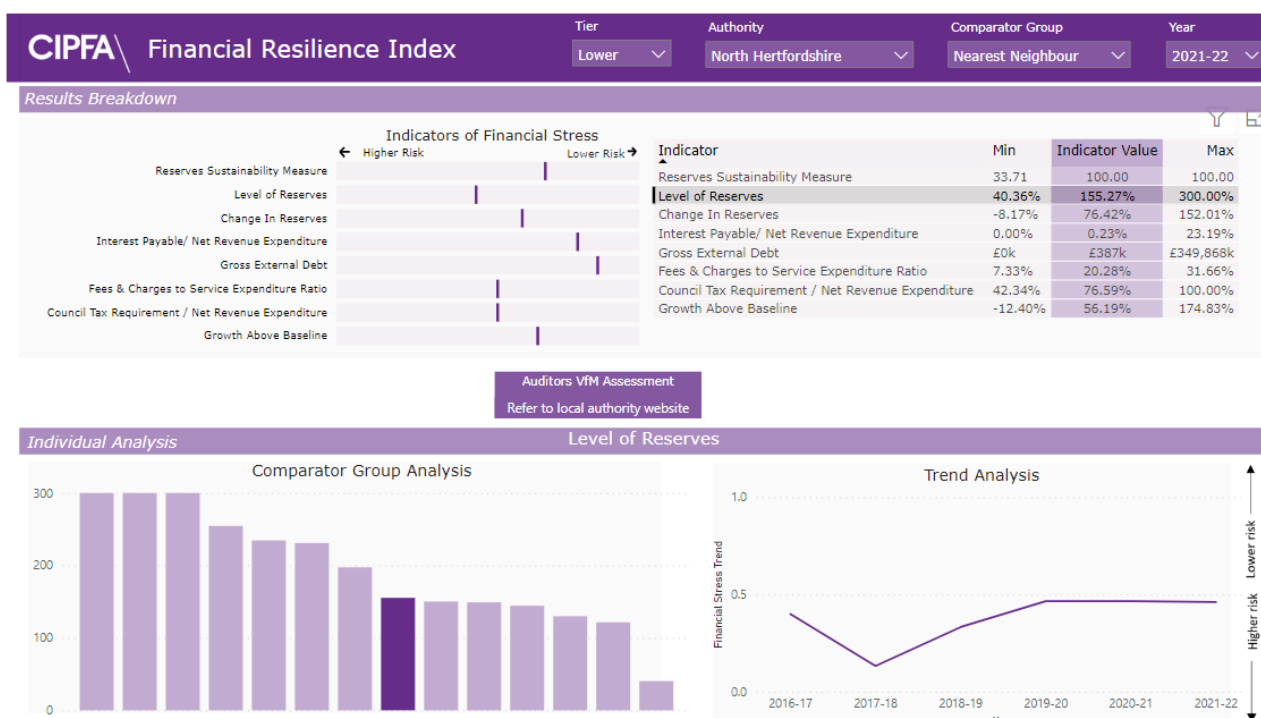 CIPFA\ Financial Resilience Index
Tier
Lower
Authority
North Hertfordshire
Comparator Group
Nearest Neighbour
Year
2021-22
Results Breakdown
Indicators of Financial Stress
← Higher Risk Lower Risk →
Reserves Sustainability Measure
Level of Reserves
Change In Reserves
Interest Payable/ Net Revenue Expenditure
Gross External Debt
Fees & Charges to Service Expenditure Ratio
Council Tax Requirement / Net Revenue Expenditure
Growth Above Baseline
Indicator Min Indicator Value Max
Reserves Sustainability Measure 33.71 100.00 100.00
Level of Reserves 40.36% 155.27% 300.00%
Change In Reserves -8.17% 76.42% 152.01%
Interest Payable/ Net Revenue Expenditure 0.00% 0.23% 23.19%
Gross External Debt £0k £387k £349,868k
Fees & Charges to Service Expenditure Ratio 7.33% 20.28% 31.66%
Council Tax Requirement / Net Revenue Expenditure 42.34% 76.59% 100.00%
Growth Above Baseline -12.40% 56.19% 174.83%
Auditors VfM Assessment
Refer to local authority website
Individual Analysis Level of Reserves
Comparator Group Analysis
300
200
100
0
Trend Analysis
Financial Stress Trend
1.0
0.5
0.0
2016-17 2017-18 2018-19 2019-20 2020-21 2021-22
Higher risk Lower risk